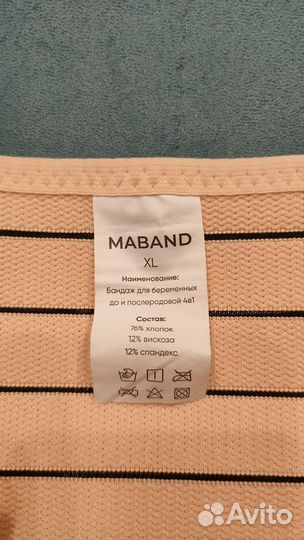 MABAND
XL
Наименование:
Бандаж для беременных
до и послеродовой 4в1
Состав:
76% хлопок
12% вискоза
12% спандекс
Avito